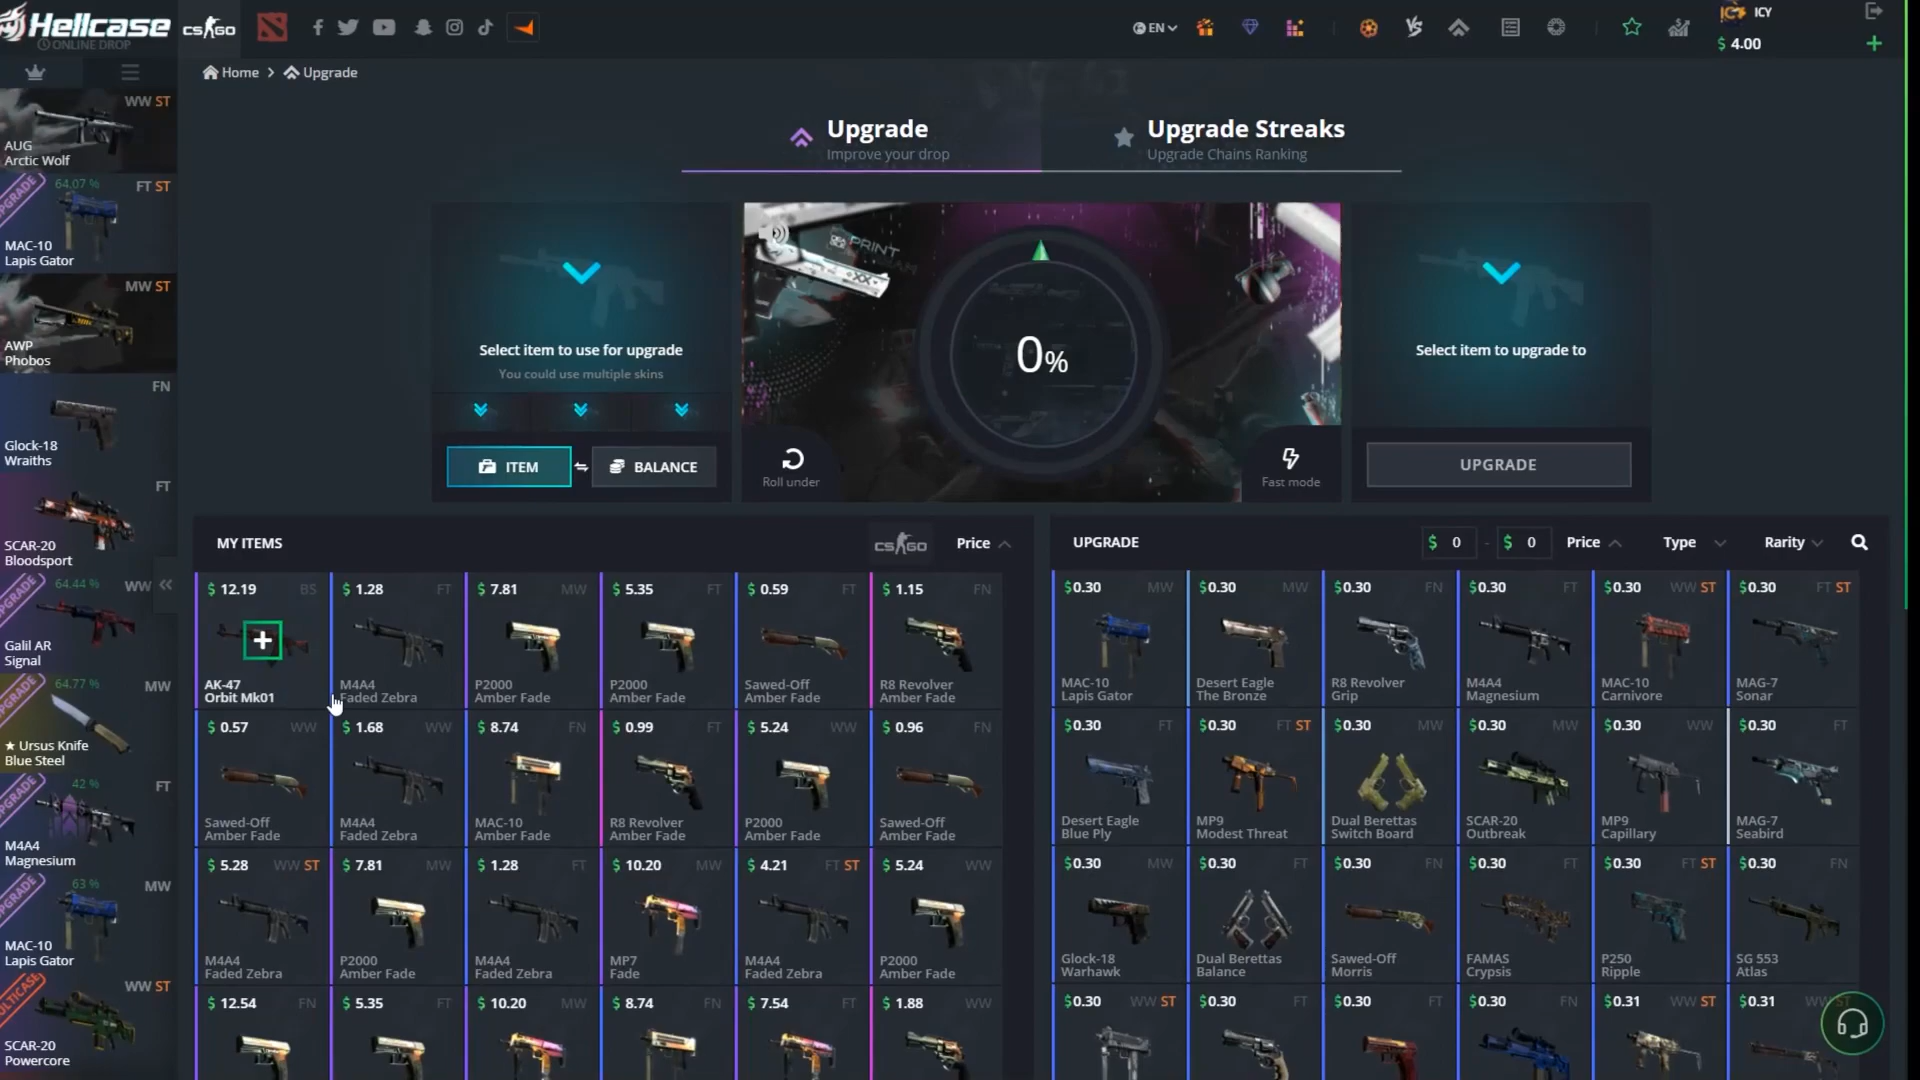 Hellcase
ONLINE DROP
CS GO
EN
ICY
$ 4.00
Home > Upgrade
Upgrade
Improve your drop
Upgrade Streaks
Upgrade Chains Ranking
WW ST
AUG
Arctic Wolf
UPGRADE
64.07 %
FT ST
MAC-10
Lapis Gator
MW ST
AWP
Phobos
FN
Glock-18
Wraiths
FT
SCAR-20
Bloodsport
UPGRADE
64.44 %
WW
Galil AR
Signal
UPGRADE
64.77 %
MW
★ Ursus Knife
Blue Steel
UPGRADE
42 %
FT
M4A4
Magnesium
UPGRADE
63 %
MW
MAC-10
Lapis Gator
MULTICASE
WW ST
SCAR-20
Powercore
Select item to use for upgrade
You could use multiple skins
ITEM
BALANCE
PRINT
0%
Roll under
Fast mode
Select item to upgrade to
UPGRADE
MY ITEMS
CS GO
Price
$ 12.19 BS
AK-47
Orbit Mk01
$ 1.28 FT
M4A4
Faded Zebra
$ 7.81 MW
P2000
Amber Fade
$ 5.35 FT
P2000
Amber Fade
$ 0.59 FT
Sawed-Off
Amber Fade
$ 1.15 FN
R8 Revolver
Amber Fade
$ 0.57 WW
Sawed-Off
Amber Fade
$ 1.68 WW
M4A4
Faded Zebra
$ 8.74 FN
MAC-10
Amber Fade
$ 0.99 FT
R8 Revolver
Amber Fade
$ 5.24 WW
P2000
Amber Fade
$ 0.96 FN
Sawed-Off
Amber Fade
$ 5.28 WW ST
M4A4
Faded Zebra
$ 7.81 MW
P2000
Amber Fade
$ 1.28 FT
M4A4
Faded Zebra
$ 10.20 MW
MP7
Fade
$ 4.21 FT ST
M4A4
Faded Zebra
$ 5.24 WW
P2000
Amber Fade
$ 12.54 FN
$ 5.35 FT
$ 10.20 MW
$ 8.74 FN
$ 7.54 FT
$ 1.88 WW
UPGRADE
$ 0 - $ 0
Price
Type
Rarity
$0.30 MW
MAC-10
Lapis Gator
$0.30 MW
Desert Eagle
The Bronze
$0.30 FN
R8 Revolver
Grip
$0.30 FT
M4A4
Magnesium
$0.30 WW ST
MAC-10
Carnivore
$0.30 FT ST
MAG-7
Sonar
$0.30 FT
Desert Eagle
Blue Ply
$0.30 FT ST
MP9
Modest Threat
$0.30 MW
Dual Berettas
Switch Board
$0.30 MW
SCAR-20
Outbreak
$0.30 WW
MP9
Capillary
$0.30 FT
MAG-7
Seabird
$0.30 MW
Glock-18
Warhawk
$0.30 FT
Dual Berettas
Balance
$0.30 FN
Sawed-Off
Morris
$0.30 FT
FAMAS
Crypsis
$0.30 FT ST
P250
Ripple
$0.30 FN
SG 553
Atlas
$0.30 WW ST
$0.30 FT
$0.30 FT
$0.30 FN
$0.31 WW ST
$0.31 WW ST